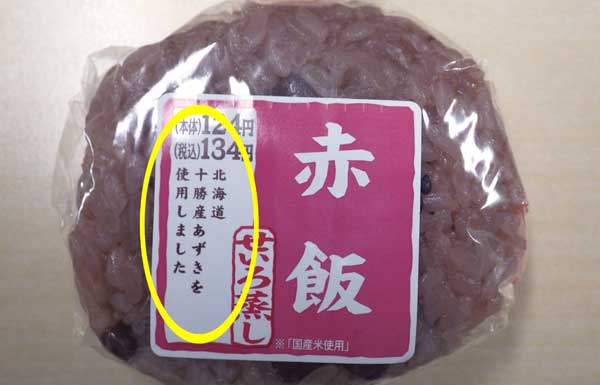 赤飯
せいろ蒸し
(本体)124円
(税込)134円
北海道
十勝産あずきを
使用しました
※「国産米使用」